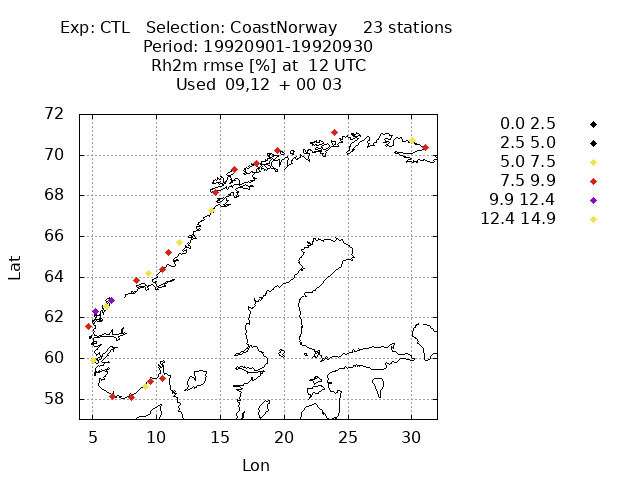 Exp: CTL   Selection: CoastNorway     23 stations
Period: 19920901-19920930
Rh2m rmse [%] at  12 UTC
Used  09,12  + 00 03
72
70
68
66
64
62
60
58
Lat
5 10 15 20 25 30
Lon
0.0 2.5
2.5 5.0
5.0 7.5
7.5 9.9
9.9 12.4
12.4 14.9